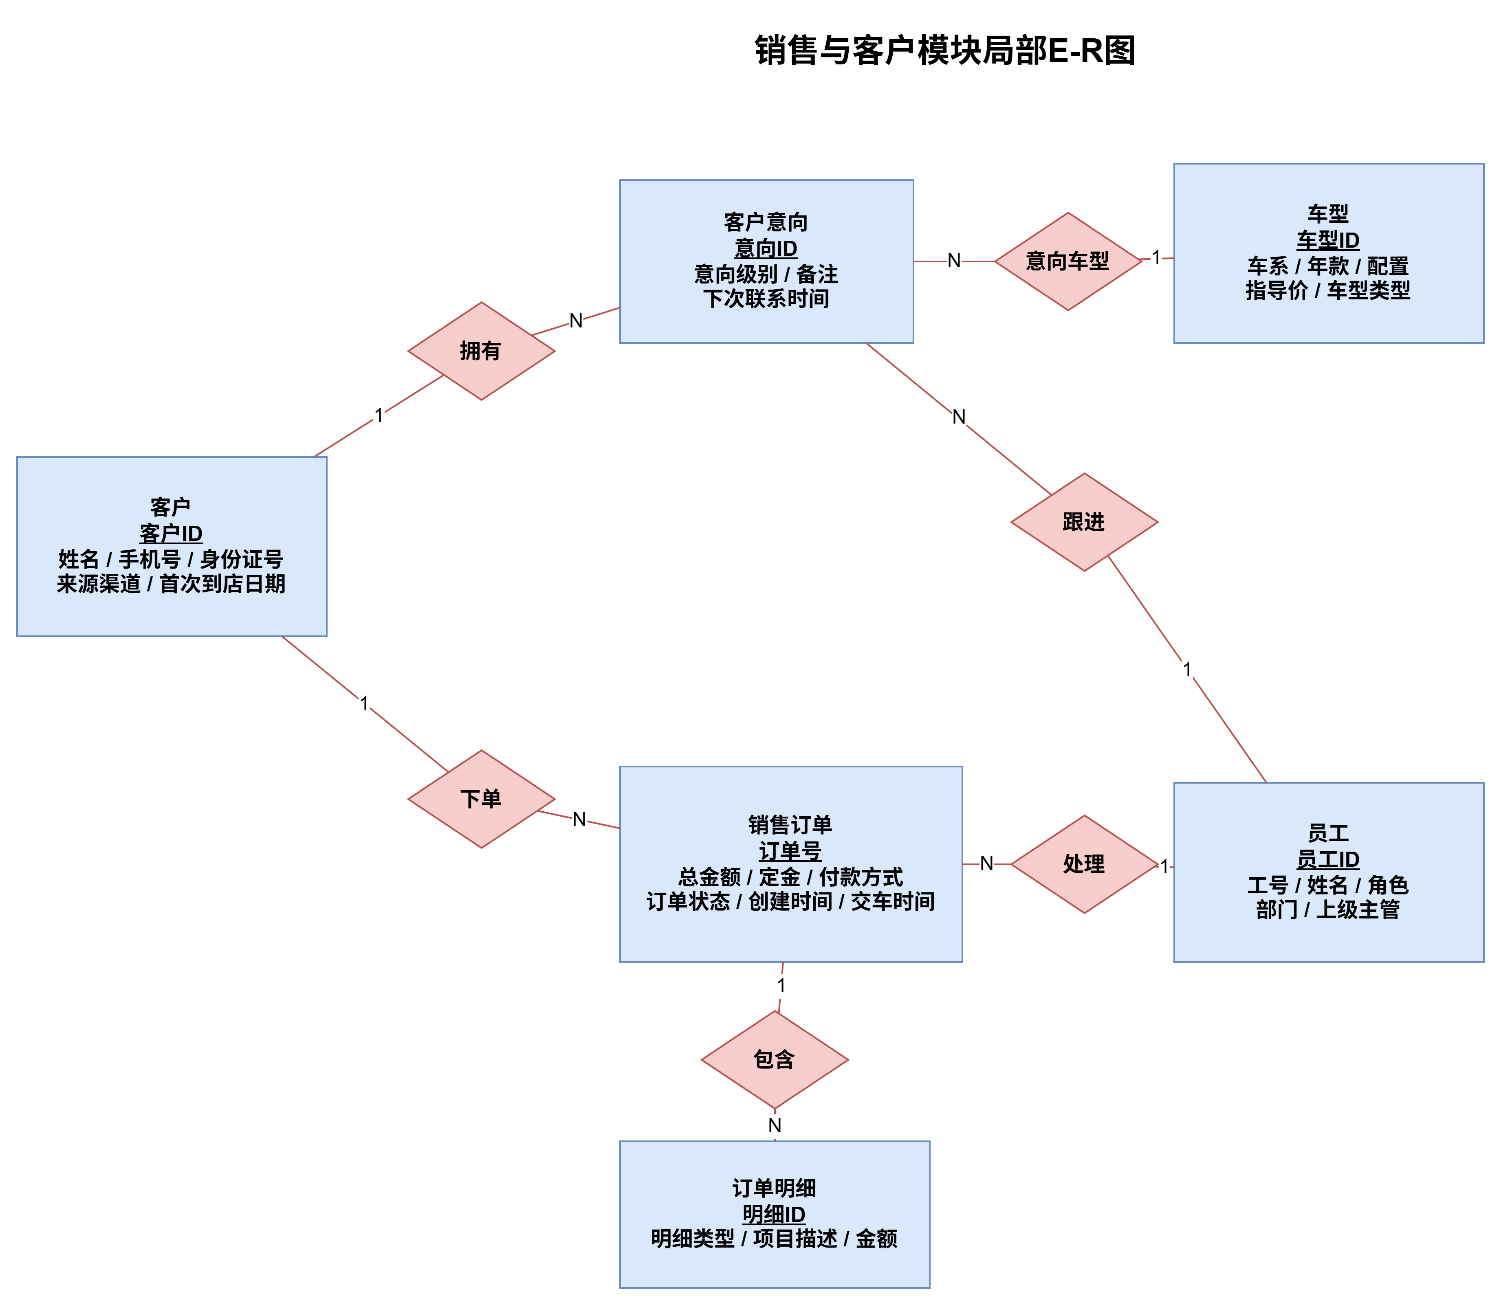 销售与客户模块局部E-R图
客户意向
意向ID
意向级别 / 备注
下次联系时间
N
意向车型
1
车型
车型ID
车系 / 年款 / 配置
指导价 / 车型类型
拥有
N
1
N
跟进
1
客户
客户ID
姓名 / 手机号 / 身份证号
来源渠道 / 首次到店日期
1
下单
N
销售订单
订单号
总金额 / 定金 / 付款方式
订单状态 / 创建时间 / 交车时间
N
处理
1
员工
员工ID
工号 / 姓名 / 角色
部门 / 上级主管
1
包含
N
订单明细
明细ID
明细类型 / 项目描述 / 金额